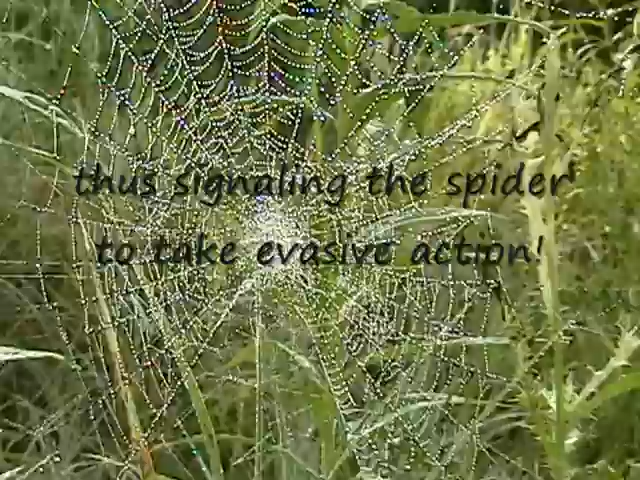 thus signaling the spider
to take evasive action!